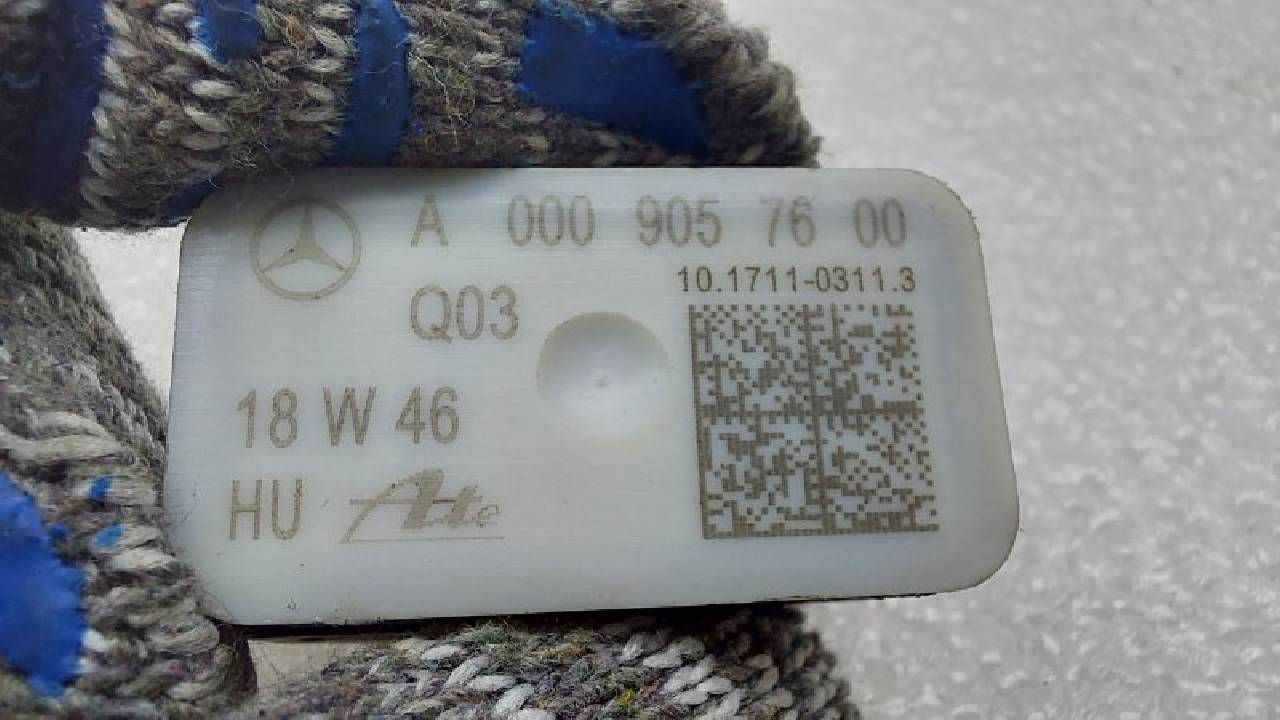 A 000 905 76 00
10.1711-0311.3
Q03
18 W 46
HU Ate